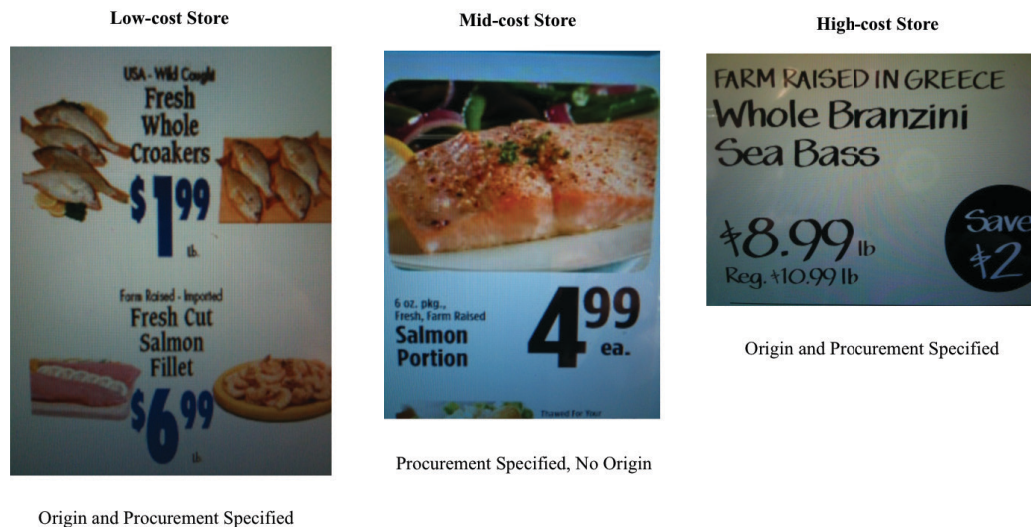 Low-cost Store
Mid-cost Store
High-cost Store
USA - Wild Caught
Fresh
Whole
Croakers
$1.99
lb.
Farm Raised - Imported
Fresh Cut
Salmon
Fillet
$6.99
lb
Origin and Procurement Specified
6 oz. pkg.,
Fresh, Farm Raised
Salmon
Portion
4.99
ea.
Thawed For Your
Procurement Specified, No Origin
FARM RAISED IN GREECE
Whole Branzini
Sea Bass
$8.99 lb
Reg. $10.99 lb
Save
$2
Origin and Procurement Specified